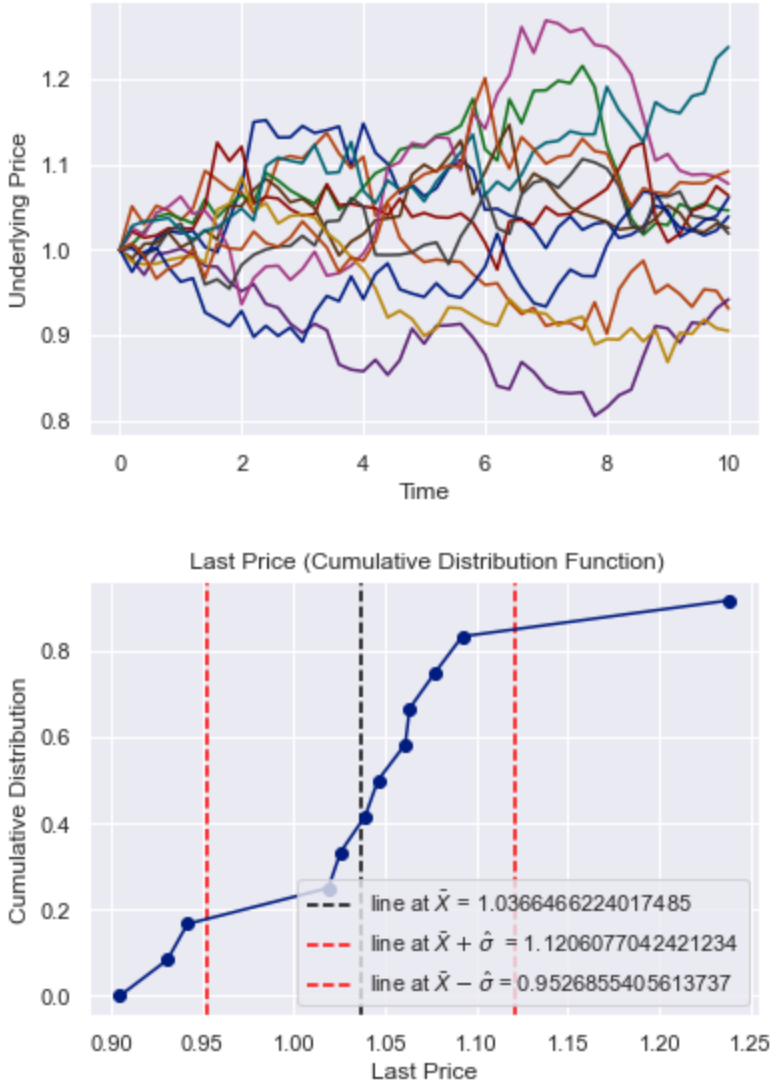 1.2
1.1
1.0
0.9
0.8
Underlying Price
0 2 4 6 8 10
Time
Last Price (Cumulative Distribution Function)
0.8
0.6
0.4
0.2
0.0
Cumulative Distribution
line at X̄ = 1.0366466224017485
line at X̄ + σ̂ = 1.1206077042421234
line at X̄ − σ̂ = 0.9526855405613737
0.90 0.95 1.00 1.05 1.10 1.15 1.20 1.25
Last Price